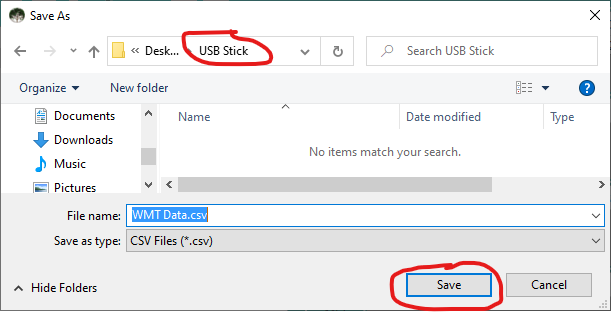 Save As
Desk... USB Stick Search USB Stick
Organize New folder ?
Documents
Downloads
Music
Pictures
Name Date modified Type
No items match your search.
File name: WMT Data.csv
Save as type: CSV Files (*.csv)
Hide Folders Save Cancel